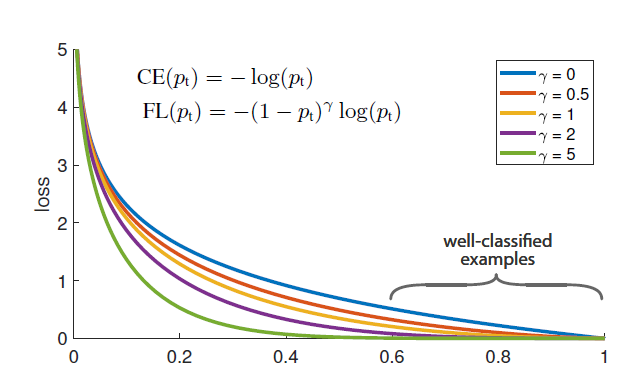 5
CE(pₜ) = − log(pₜ)
γ = 0
γ = 0.5
4
FL(pₜ) = −(1 − pₜ)^γ log(pₜ)
γ = 1
γ = 2
γ = 5
3
loss
2
well-classified
examples
1
0
0
0.2
0.4
0.6
0.8
1